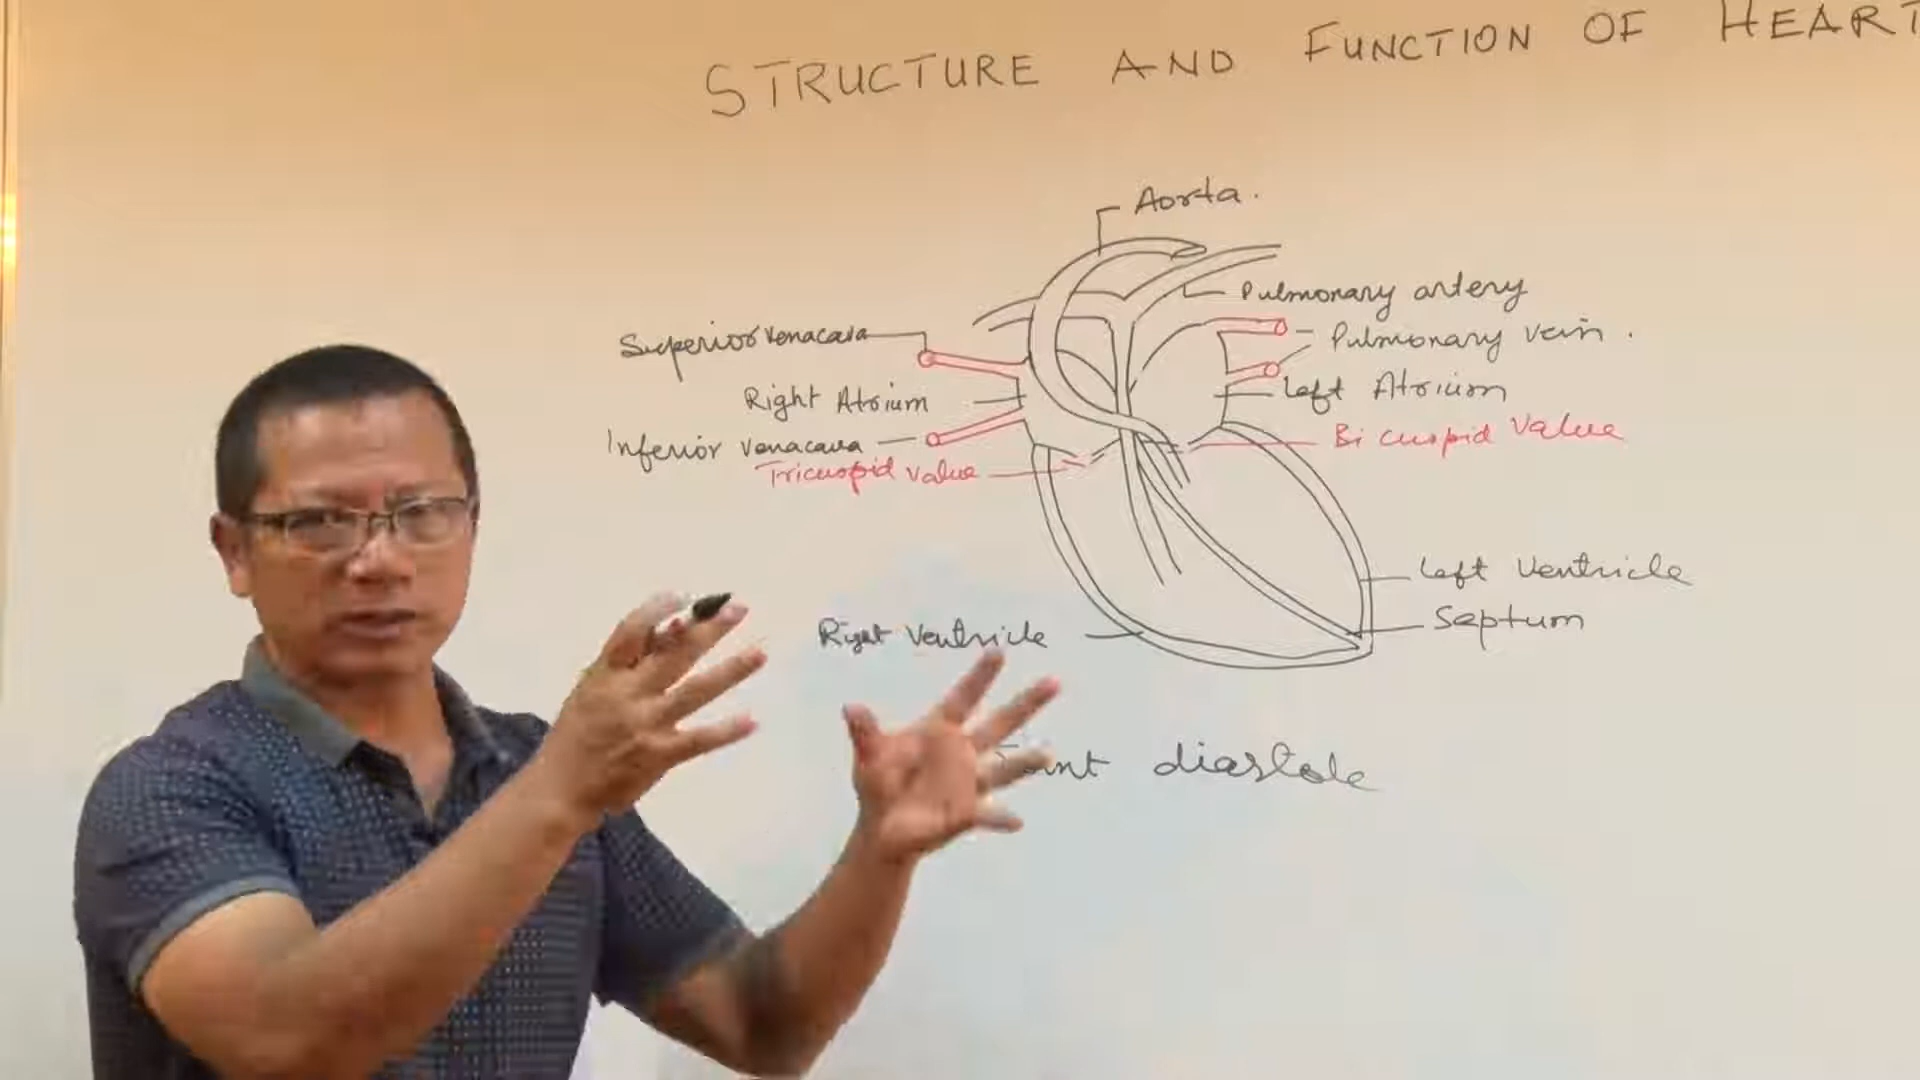 STRUCTURE AND FUNCTION OF HEART
Aorta.
Pulmonary artery
Superior venacava
Pulmonary vein.
Right Atrium
Left Atrium
Bi cuspid Value
Inferior venacava
Tricuspid value
Left Ventricle
Septum
Right Ventricle
diastole